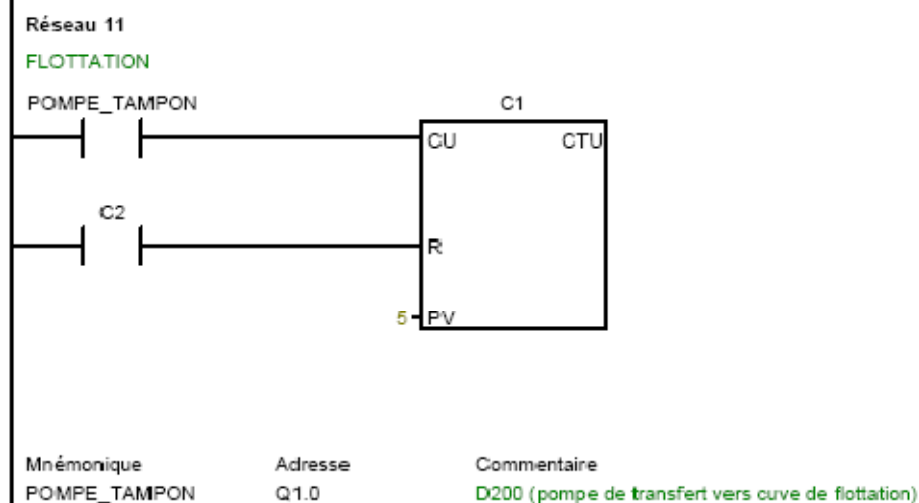 Réseau 11
FLOTTATION
POMPE_TAMPON
C1
CU CTU
C2
R
5 PV
Mnémonique Adresse Commentaire
POMPE_TAMPON Q1.0 D200 (pompe de transfert vers cuve de flottation)